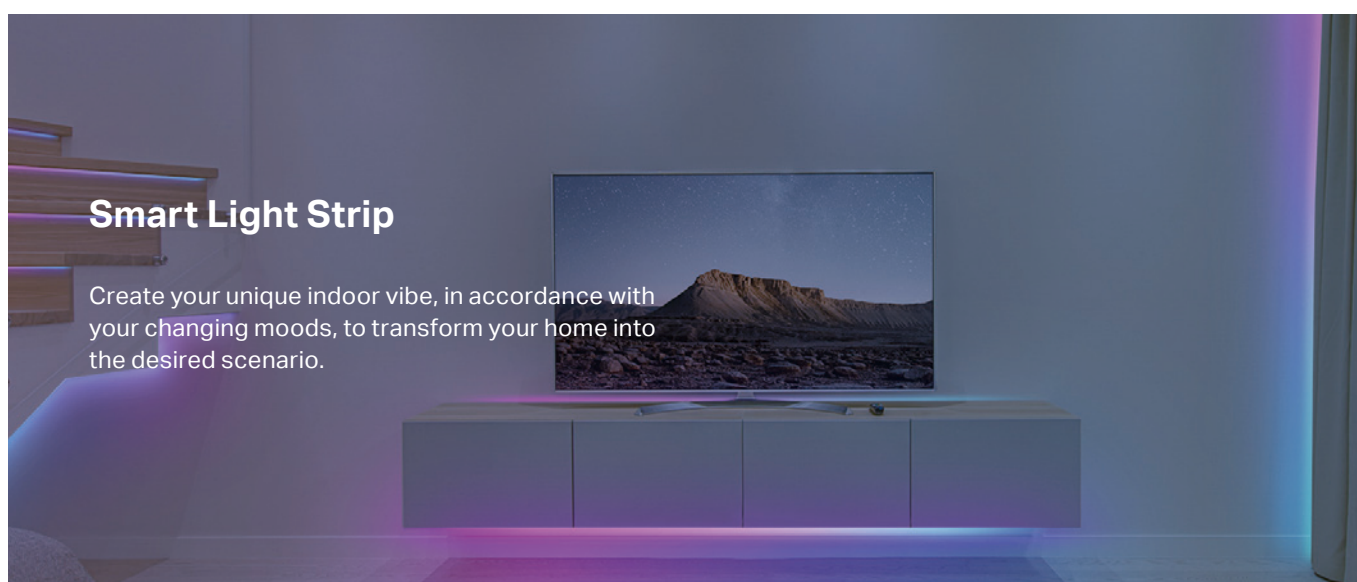 Smart Light Strip
Create your unique indoor vibe, in accordance with
your changing moods, to transform your home into
the desired scenario.